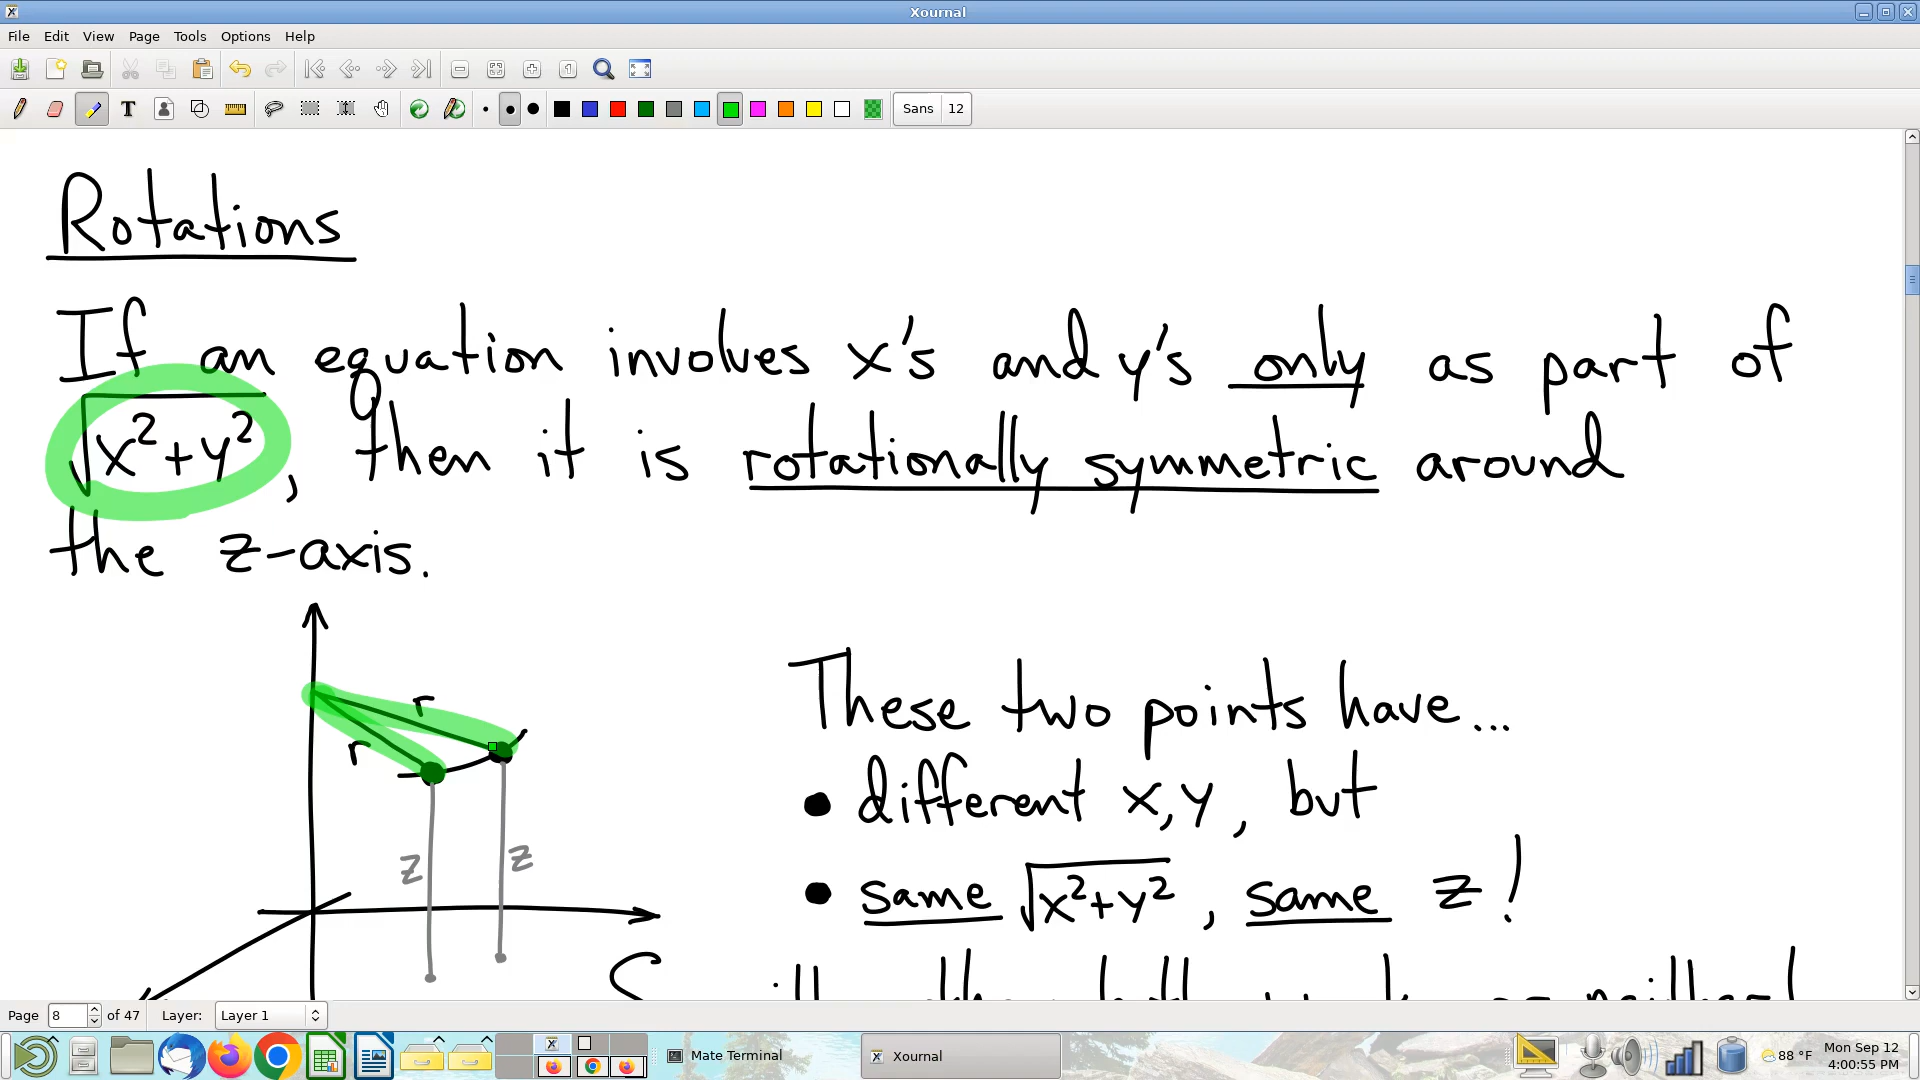 Xournal
File Edit View Page Tools Options Help
Sans 12
Rotations
If an equation involves x's and y's only as part of
√x²+y², then it is rotationally symmetric around
the z-axis.
r
r
z z
These two points have...
• different x,y, but
• same √x²+y², same z!
Page 8 of 47 Layer: Layer 1
Mate Terminal
Xournal
88 °F
Mon Sep 12
4:00:55 PM